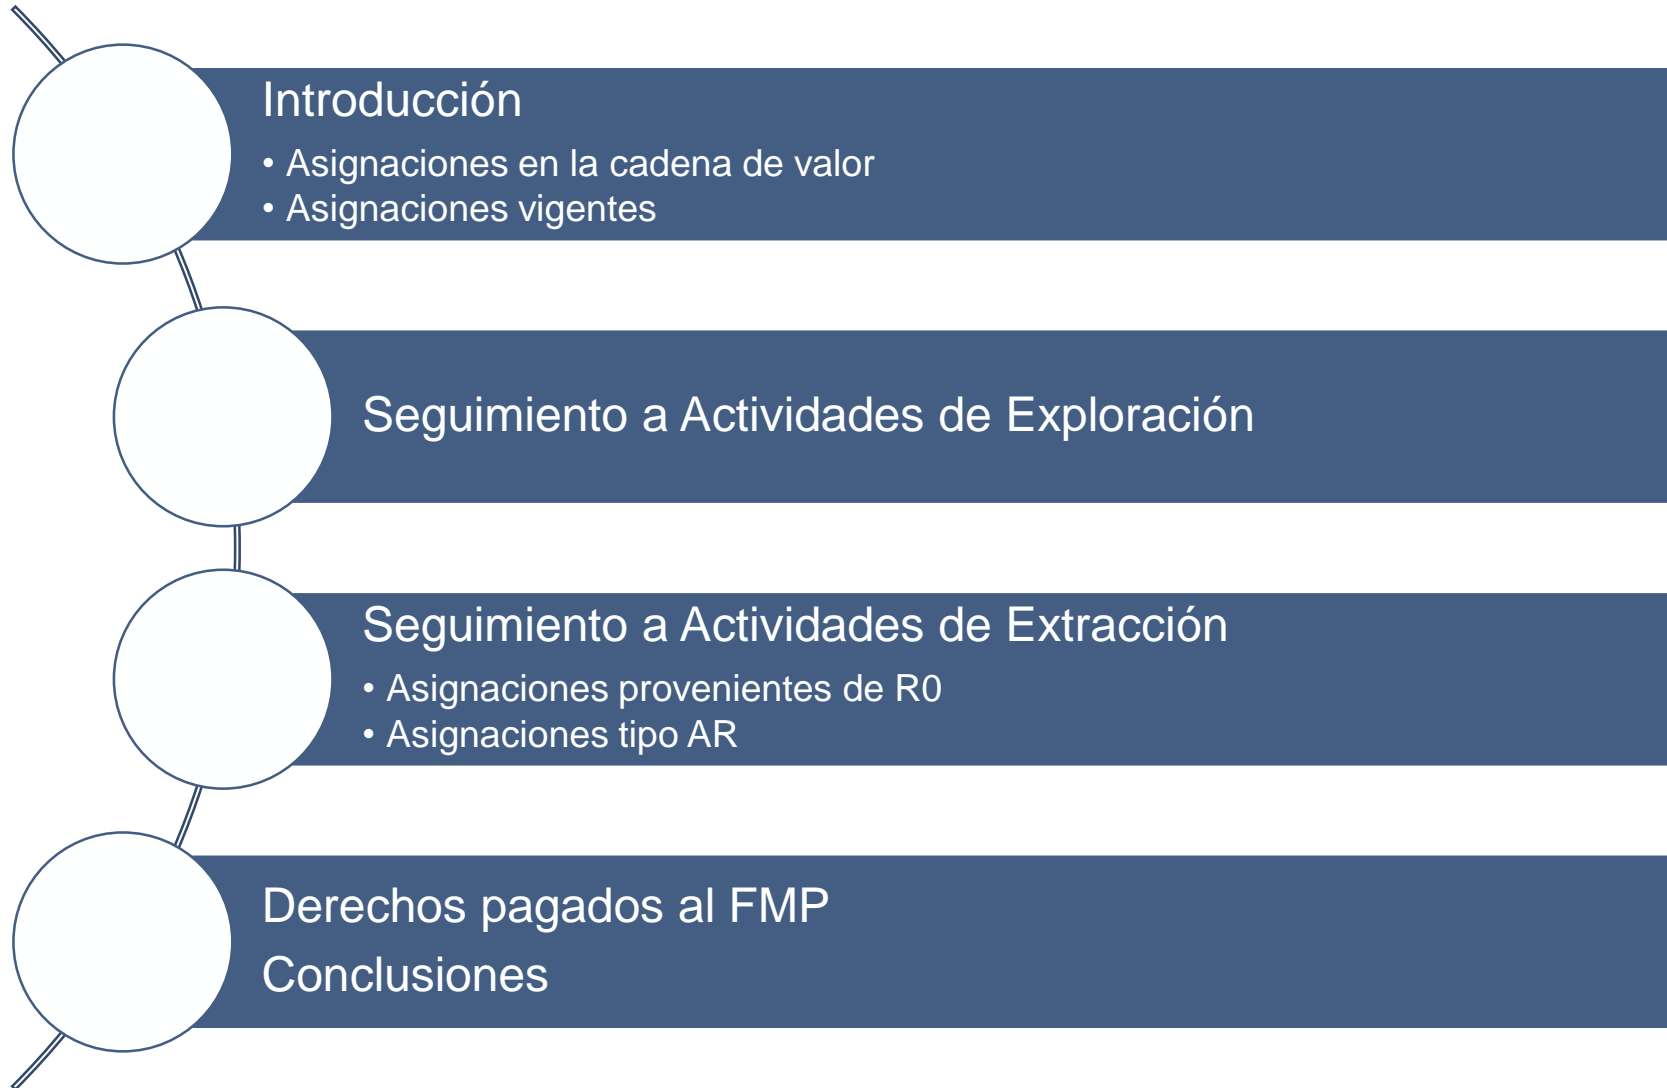 Introducción
• Asignaciones en la cadena de valor
• Asignaciones vigentes
Seguimiento a Actividades de Exploración
Seguimiento a Actividades de Extracción
• Asignaciones provenientes de R0
• Asignaciones tipo AR
Derechos pagados al FMP
Conclusiones